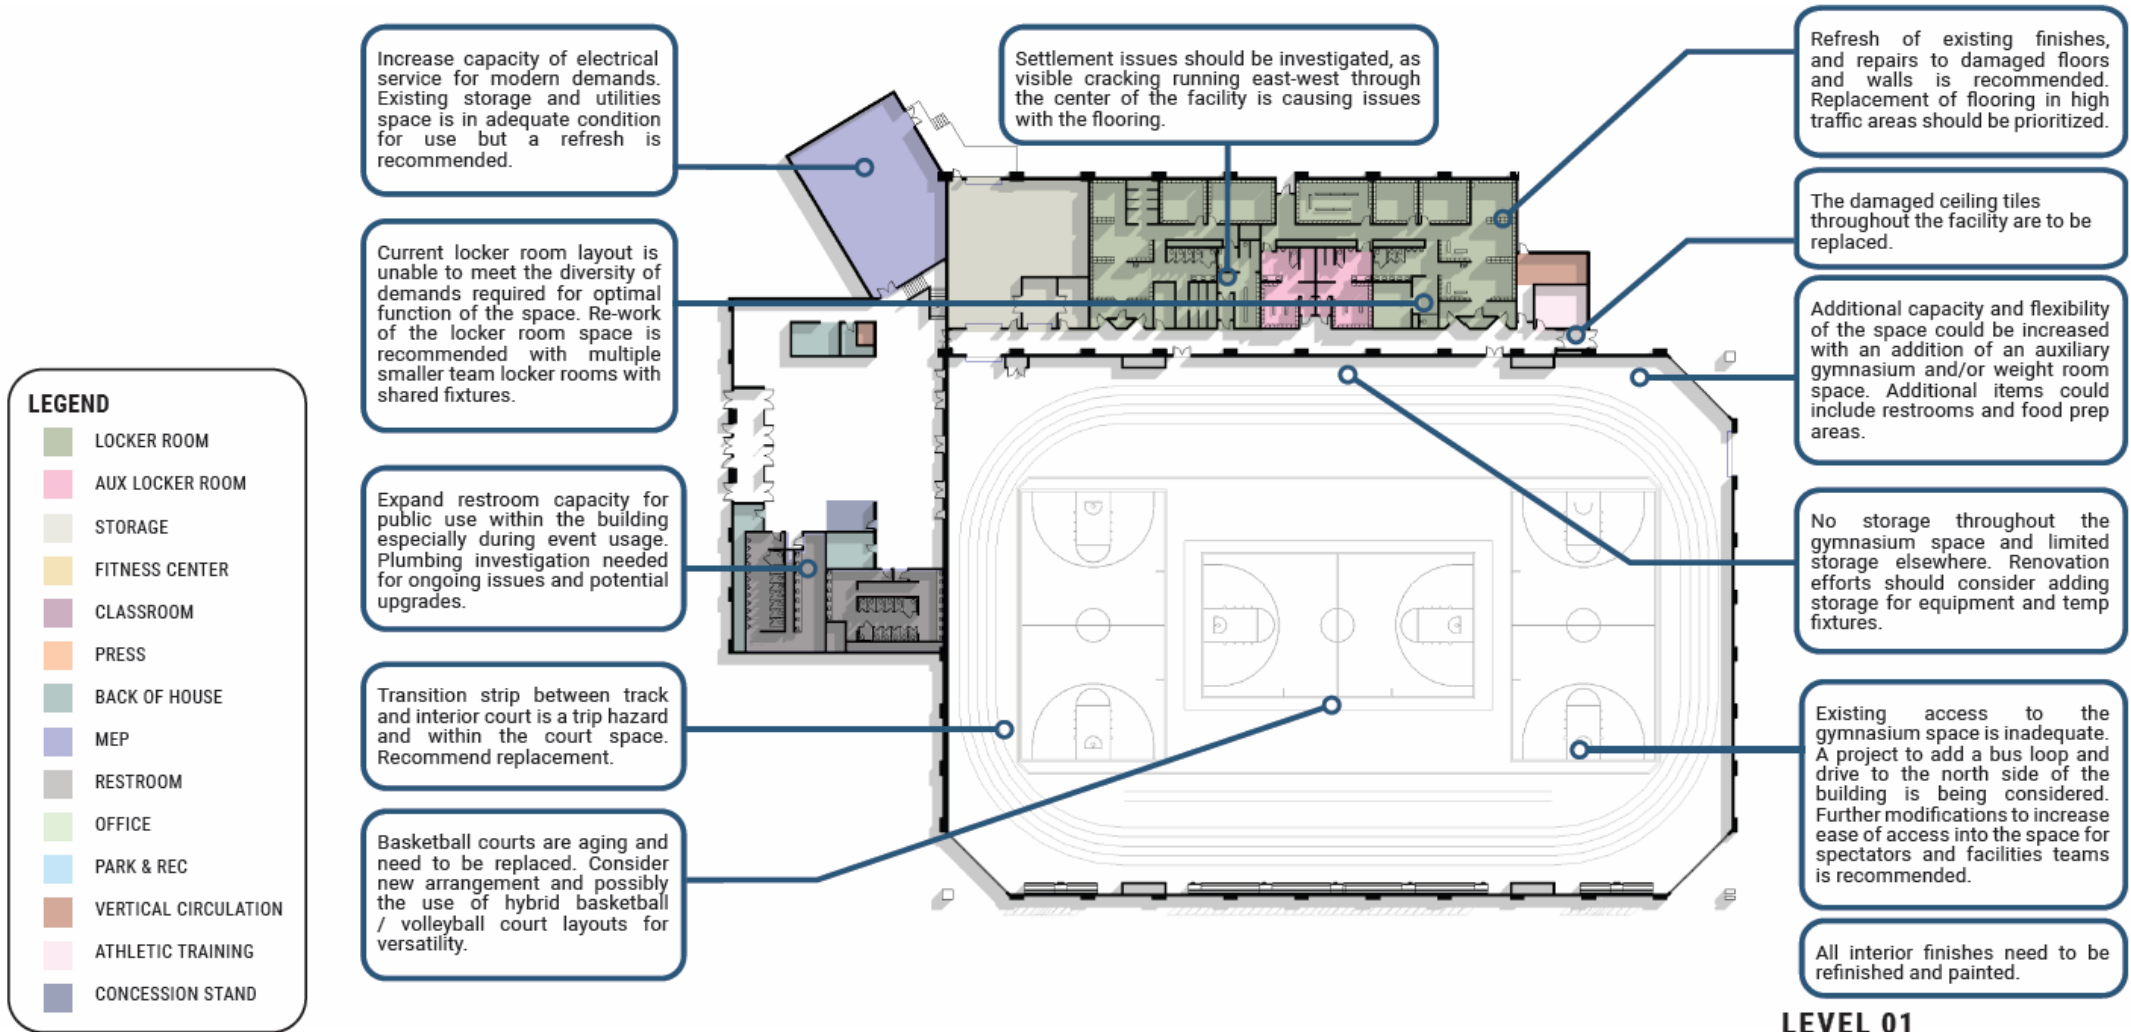 Increase capacity of electrical
service for modern demands.
Existing storage and utilities
space is in adequate condition
for use but a refresh is
recommended.
Current locker room layout is
unable to meet the diversity of
demands required for optimal
function of the space. Re-work
of the locker room space is
recommended with multiple
smaller team locker rooms with
shared fixtures.
Expand restroom capacity for
public use within the building
especially during event usage.
Plumbing investigation needed
for ongoing issues and potential
upgrades.
Transition strip between track
and interior court is a trip hazard
and within the court space.
Recommend replacement.
Basketball courts are aging and
need to be replaced. Consider
new arrangement and possibly
the use of hybrid basketball
/ volleyball court layouts for
versatility.
Settlement issues should be investigated, as
visible cracking running east-west through
the center of the facility is causing issues
with the flooring.
Refresh of existing finishes,
and repairs to damaged floors
and walls is recommended.
Replacement of flooring in high
traffic areas should be prioritized.
The damaged ceiling tiles
throughout the facility are to be
replaced.
Additional capacity and flexibility
of the space could be increased
with an addition of an auxiliary
gymnasium and/or weight room
space. Additional items could
include restrooms and food prep
areas.
No storage throughout the
gymnasium space and limited
storage elsewhere. Renovation
efforts should consider adding
storage for equipment and temp
fixtures.
Existing access to the
gymnasium space is inadequate.
A project to add a bus loop and
drive to the north side of the
building is being considered.
Further modifications to increase
ease of access into the space for
spectators and facilities teams
is recommended.
All interior finishes need to be
refinished and painted.
LEGEND
LOCKER ROOM
AUX LOCKER ROOM
STORAGE
FITNESS CENTER
CLASSROOM
PRESS
BACK OF HOUSE
MEP
RESTROOM
OFFICE
PARK & REC
VERTICAL CIRCULATION
ATHLETIC TRAINING
CONCESSION STAND
LEVEL 01